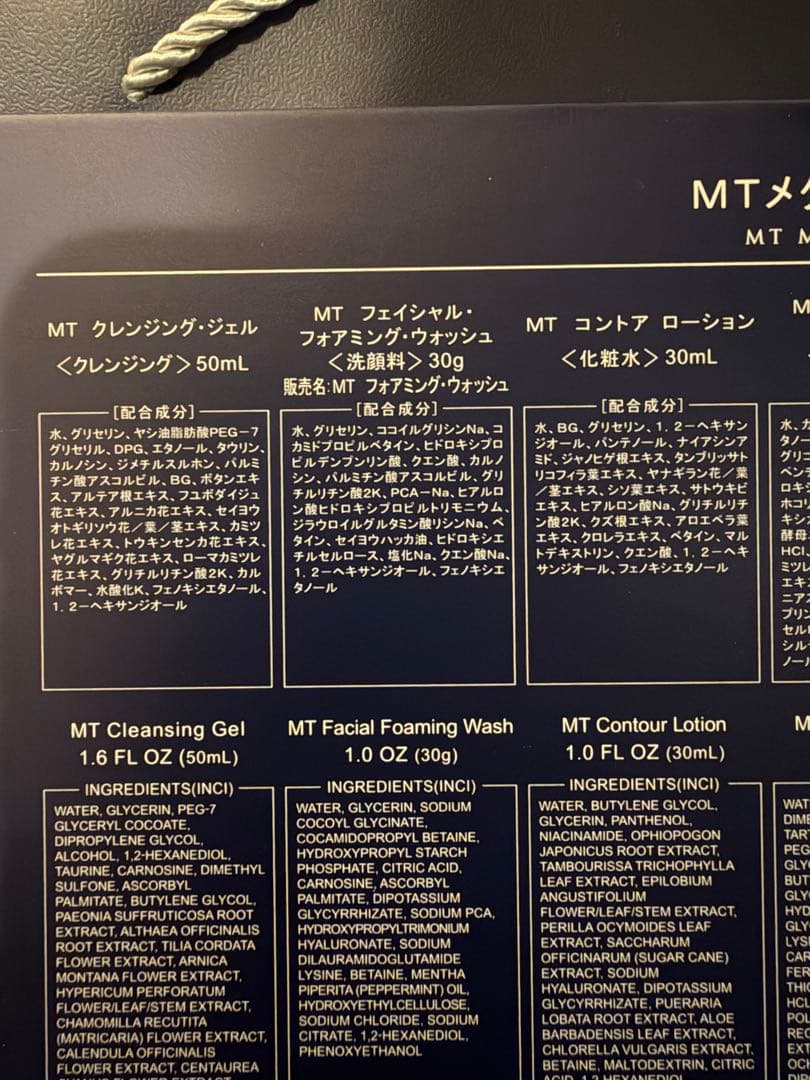 MTメ
MT M
MT クレンジング・ジェル
＜クレンジング＞50mL
[配合成分]
水、グリセリン、ヤシ油脂肪酸PEG－7
グリセリル、DPG、エタノール、タウリン、
カルノシン、ジメチルスルホン、パルミ
チン酸アスコルビル、BG、ボタンエキ
ス、アルテア根エキス、フユボダイジュ
花エキス、アルニカ花エキス、セイヨウ
オトギリソウ花／葉／茎エキス、カミツ
レ花エキス、トウキンセンカ花エキス、
ヤグルマギク花エキス、ローマカミツレ
花エキス、グリチルリチン酸2K、カル
ボマー、水酸化K、フェノキシエタノール、
1，2－ヘキサンジオール
MT フェイシャル・
フォアミング・ウォッシュ
＜洗顔料＞30g
販売名:MT フォアミング・ウォッシュ
[配合成分]
水、グリセリン、ココイルグリシンNa、コ
カミドプロピルベタイン、ヒドロキシプロ
ピルデンプンリン酸、クエン酸、カルノ
シン、パルミチン酸アスコルビル、グリ
チルリチン酸2K、PCA－Na、ヒアルロ
ン酸ヒドロキシプロピルトリモニウム、
ジラウロイルグルタミン酸リシンNa、ベ
タイン、セイヨウハッカ油、ヒドロキシエ
チルセルロース、塩化Na、クエン酸Na、
1，2－ヘキサンジオール、フェノキシエ
タノール
MT コントア ローション
＜化粧水＞30mL
[配合成分]
水、BG、グリセリン、1，2－ヘキサン
ジオール、パンテノール、ナイアシンア
ミド、ジャノヒゲ根エキス、タンブリッサト
リコフィラ葉エキス、ヤナギラン花／葉
／茎エキス、シソ葉エキス、サトウキビ
エキス、ヒアルロン酸Na、グリチルリチ
ン酸2K、クズ根エキス、アロエベラ葉
エキス、クロレラエキス、ベタイン、マル
トデキストリン、クエン酸、1，2－ヘキ
サンジオール、フェノキシエタノール
MT Cleansing Gel
1.6 FL OZ (50mL)
INGREDIENTS(INCI)
WATER, GLYCERIN, PEG-7
GLYCERYL COCOATE,
DIPROPYLENE GLYCOL,
ALCOHOL, 1,2-HEXANEDIOL,
TAURINE, CARNOSINE, DIMETHYL
SULFONE, ASCORBYL
PALMITATE, BUTYLENE GLYCOL,
PAEONIA SUFFRUTICOSA ROOT
EXTRACT, ALTHAEA OFFICINALIS
ROOT EXTRACT, TILIA CORDATA
FLOWER EXTRACT, ARNICA
MONTANA FLOWER EXTRACT,
HYPERICUM PERFORATUM
FLOWER/LEAF/STEM EXTRACT,
CHAMOMILLA RECUTITA
(MATRICARIA) FLOWER EXTRACT,
CALENDULA OFFICINALIS
FLOWER EXTRACT, CENTAUREA
MT Facial Foaming Wash
1.0 OZ (30g)
INGREDIENTS(INCI)
WATER, GLYCERIN, SODIUM
COCOYL GLYCINATE,
COCAMIDOPROPYL BETAINE,
HYDROXYPROPYL STARCH
PHOSPHATE, CITRIC ACID,
CARNOSINE, ASCORBYL
PALMITATE, DIPOTASSIUM
GLYCYRRHIZATE, SODIUM PCA,
HYDROXYPROPYLTRIMONIUM
HYALURONATE, SODIUM
DILAURAMIDOGLUTAMIDE
LYSINE, BETAINE, MENTHA
PIPERITA (PEPPERMINT) OIL,
HYDROXYETHYLCELLULOSE,
SODIUM CHLORIDE, SODIUM
CITRATE, 1,2-HEXANEDIOL,
PHENOXYETHANOL
MT Contour Lotion
1.0 FL OZ (30mL)
INGREDIENTS(INCI)
WATER, BUTYLENE GLYCOL,
GLYCERIN, PANTHENOL,
NIACINAMIDE, OPHIOPOGON
JAPONICUS ROOT EXTRACT,
TAMBOURISSA TRICHOPHYLLA
LEAF EXTRACT, EPILOBIUM
ANGUSTIFOLIUM
FLOWER/LEAF/STEM EXTRACT,
PERILLA OCYMOIDES LEAF
EXTRACT, SACCHARUM
OFFICINARUM (SUGAR CANE)
EXTRACT, SODIUM
HYALURONATE, DIPOTASSIUM
GLYCYRRHIZATE, PUERARIA
LOBATA ROOT EXTRACT, ALOE
BARBADENSIS LEAF EXTRACT,
CHLORELLA VULGARIS EXTRACT,
BETAINE, MALTODEXTRIN, CITRIC
ACID, 1,2-HEXANEDIOL,